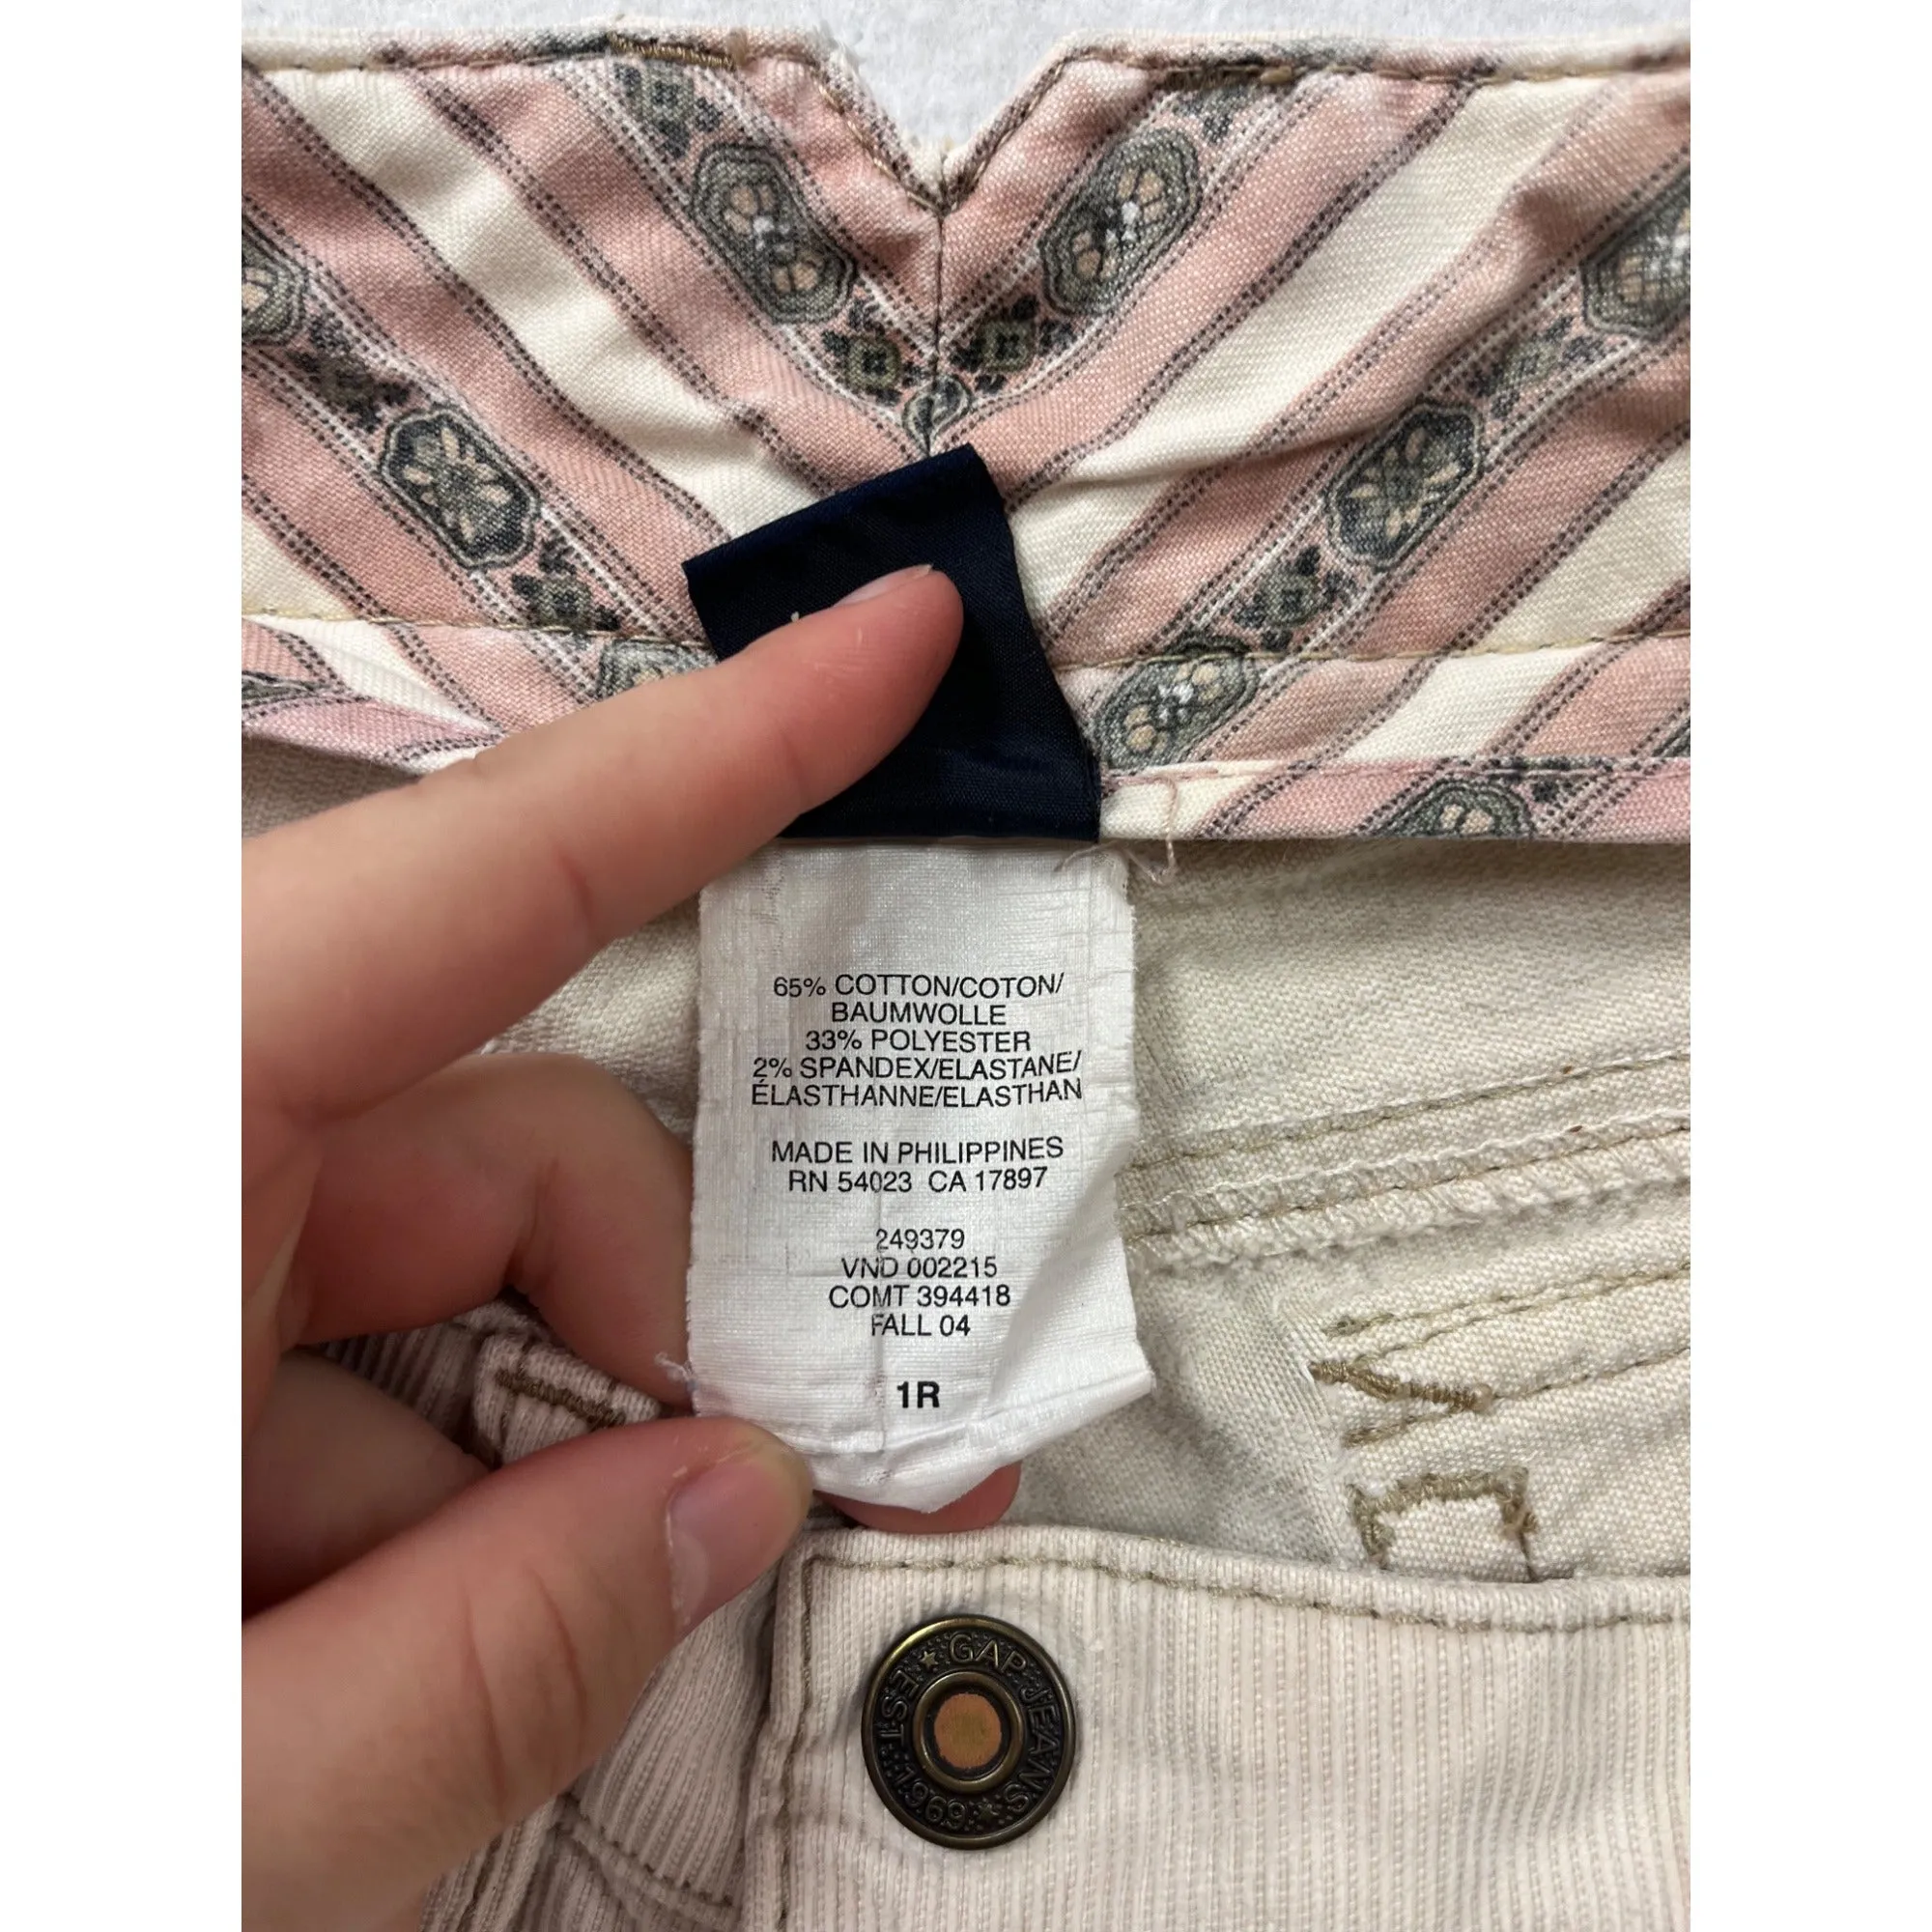 65% COTTON/COTON/
BAUMWOLLE
33% POLYESTER
2% SPANDEX/ELASTANE/
ÉLASTHANNE/ELASTHAN
MADE IN PHILIPPINES
RN 54023 CA 17897
249379
VND 002215
COMT 394418
FALL 04
1R
GAP JEANS
EST. 1969